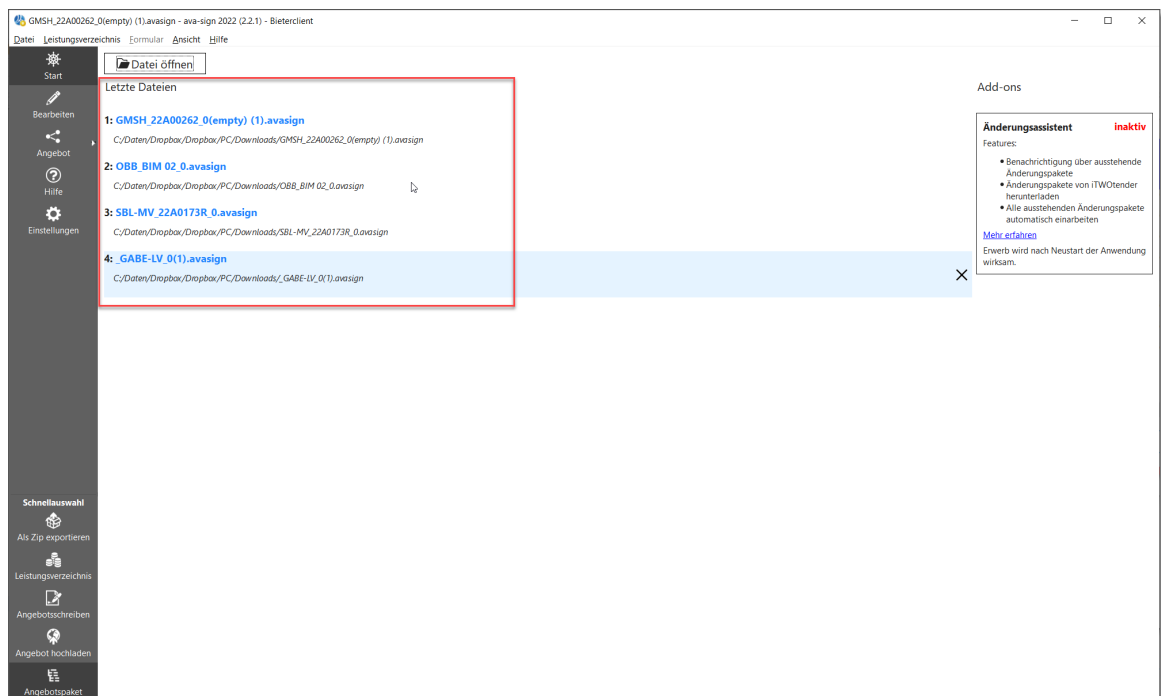 GMSH_22A00262_0(empty) (1).avasign - ava-sign 2022 (2.2.1) - Bieterclient
Datei Leistungsverzeichnis Formular Ansicht Hilfe
Start
Bearbeiten
Angebot
Hilfe
Einstellungen
Datei öffnen
Letzte Dateien
1: GMSH_22A00262_0(empty) (1).avasign
C:/Daten/Dropbox/Dropbox/PC/Downloads/GMSH_22A00262_0(empty) (1).avasign
2: OBB_BIM 02_0.avasign
C:/Daten/Dropbox/Dropbox/PC/Downloads/OBB_BIM 02_0.avasign
3: SBL-MV_22A0173R_0.avasign
C:/Daten/Dropbox/Dropbox/PC/Downloads/SBL-MV_22A0173R_0.avasign
4: _GABE-LV_0(1).avasign
C:/Daten/Dropbox/Dropbox/PC/Downloads/_GABE-LV_0(1).avasign
Add-ons
Änderungsassistent inaktiv
Features:
• Benachrichtigung über ausstehende
Änderungspakete
• Änderungspakete von iTWOtender
herunterladen
• Alle ausstehenden Änderungspakete
automatisch einarbeiten
Mehr erfahren
Erwerb wird nach Neustart der Anwendung
wirksam.
Schnellauswahl
Als Zip exportieren
Leistungsverzeichnis
Angebotsschreiben
Angebot hochladen
Angebotspaket